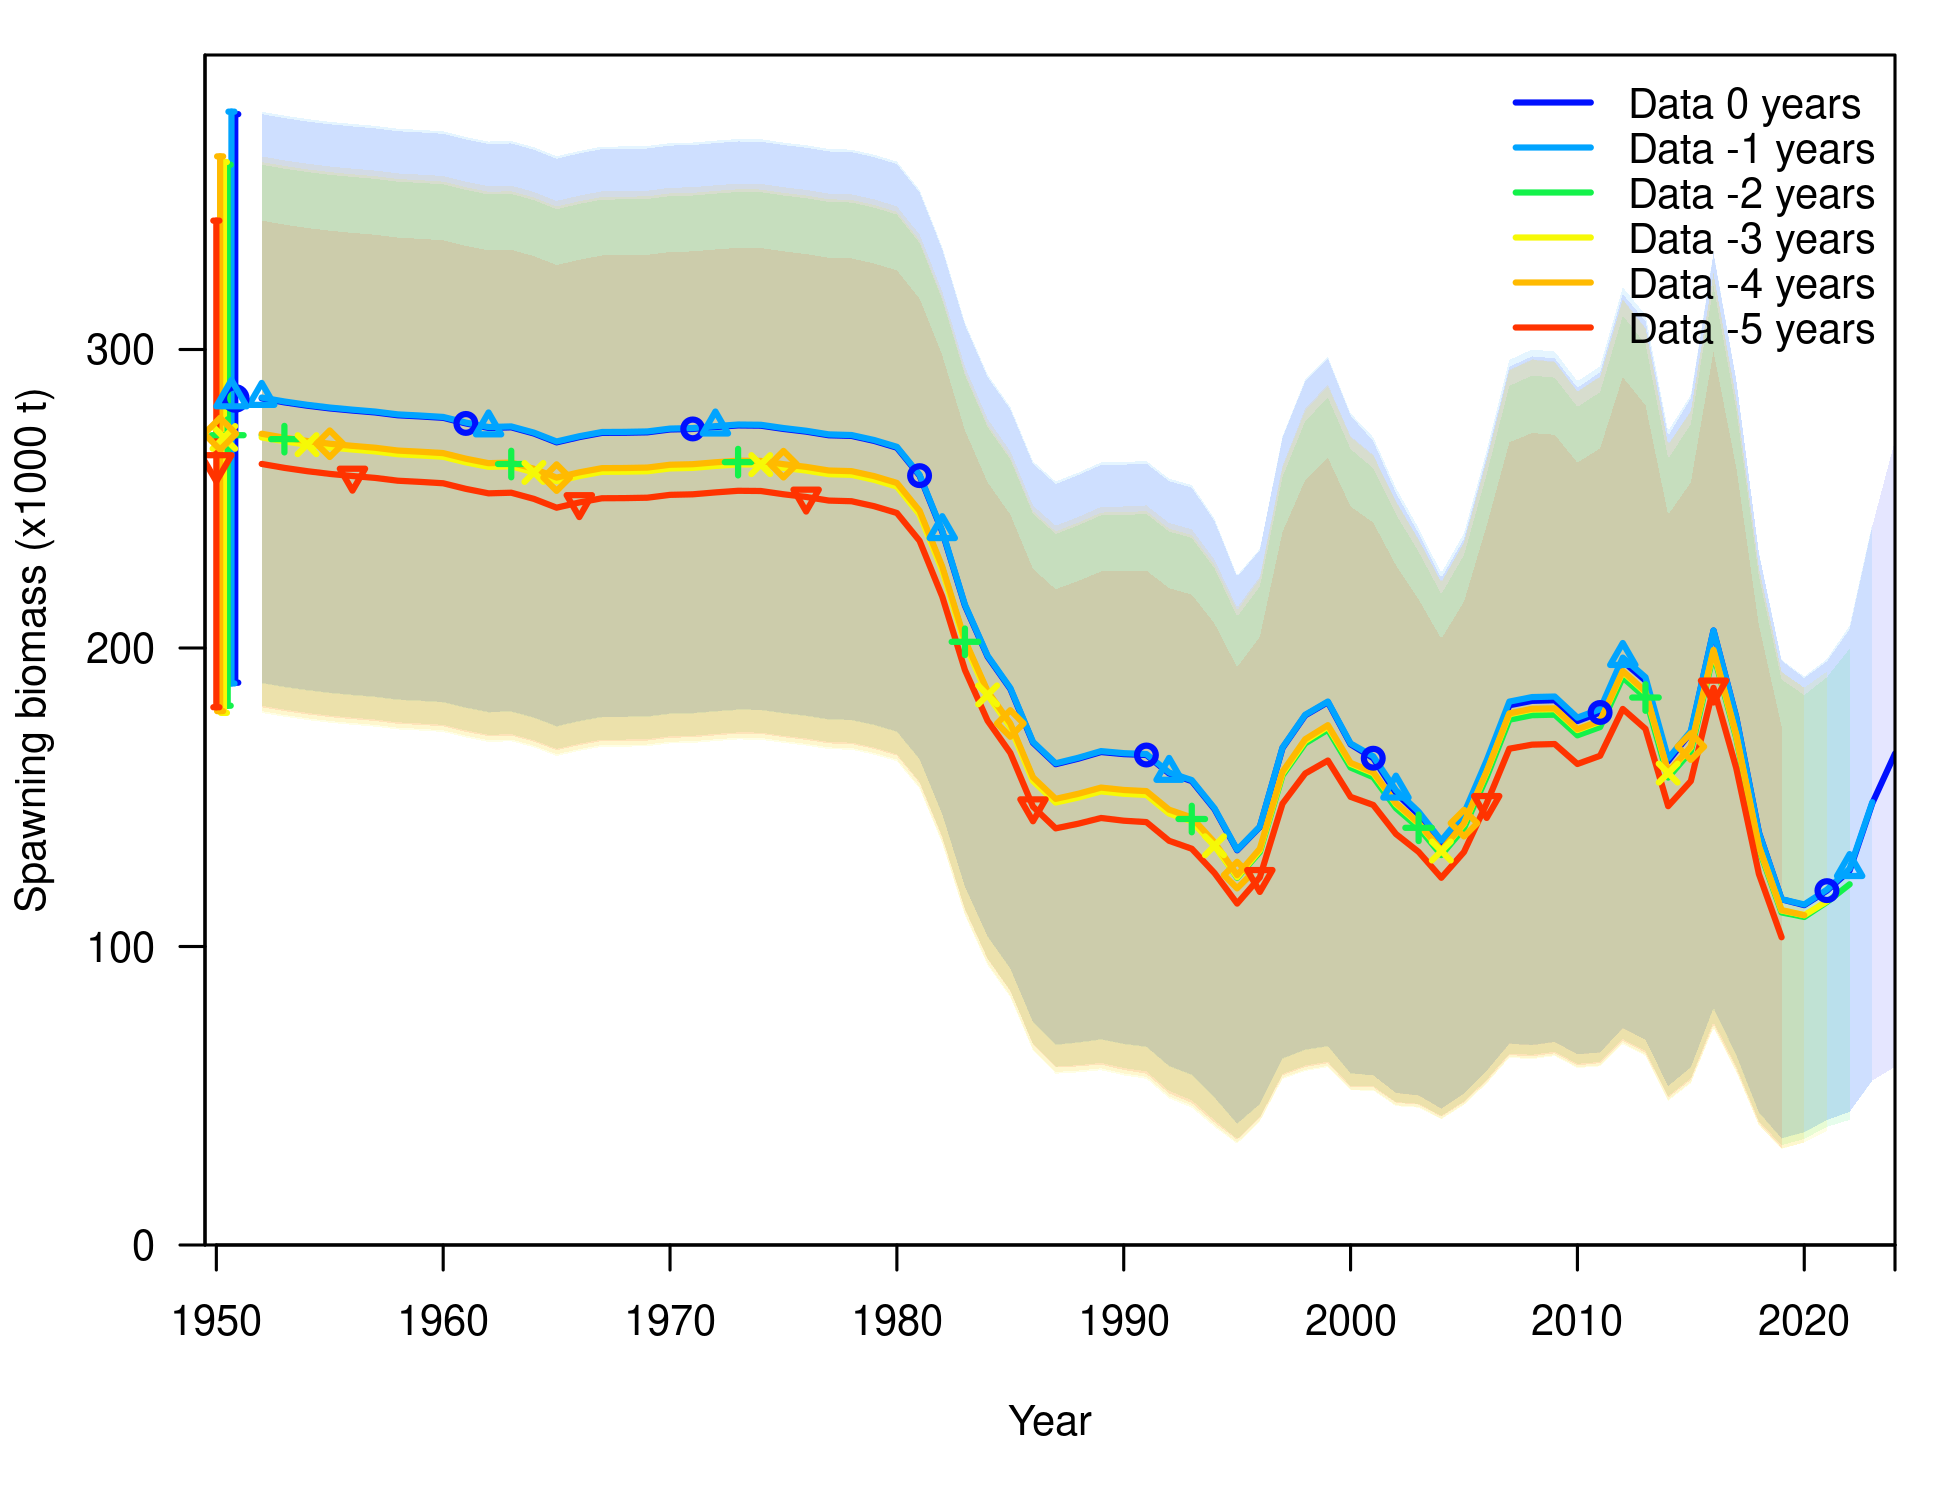 Data 0 years
Data -1 years
Data -2 years
Data -3 years
Data -4 years
Data -5 years
Spawning biomass (x1000 t)
300
200
100
0
1950 1960 1970 1980 1990 2000 2010 2020
Year